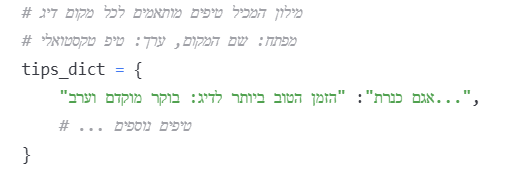 # מילון המכיל טיפים מותאמים לכל מקום דיג
# מפתח: שם המקום, ערך: טיפ טקסטואלי
tips_dict = {
"אגם כנרת": "הזמן הטוב ביותר לדיג: בוקר מוקדם וערב...",
# ... טיפים נוספים
}